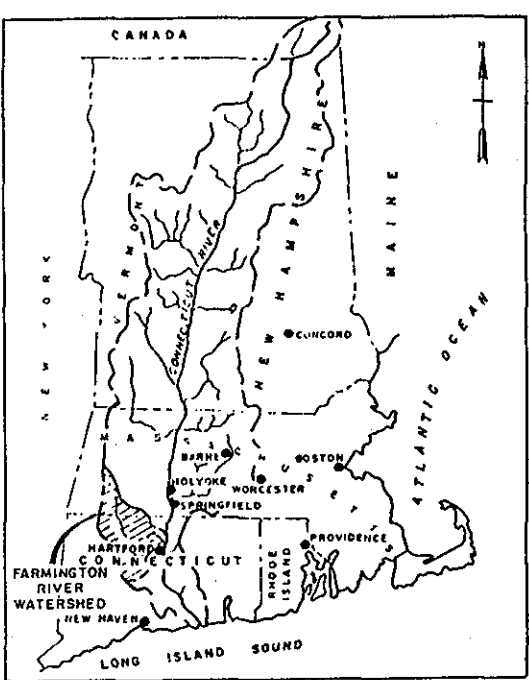 CANADA
N
VERMONT
NEW HAMPSHIRE
MAINE
NEW YORK
CONNECTICUT RIVER
CONCORD
ATLANTIC OCEAN
MASSACHUSETTS
BARRE
BOSTON
HOLYOKE
WORCESTER
SPRINGFIELD
HARTFORD
PROVIDENCE
CONNECTICUT
RHODE
ISLAND
FARMINGTON
RIVER
WATERSHED
NEW HAVEN
LONG ISLAND SOUND